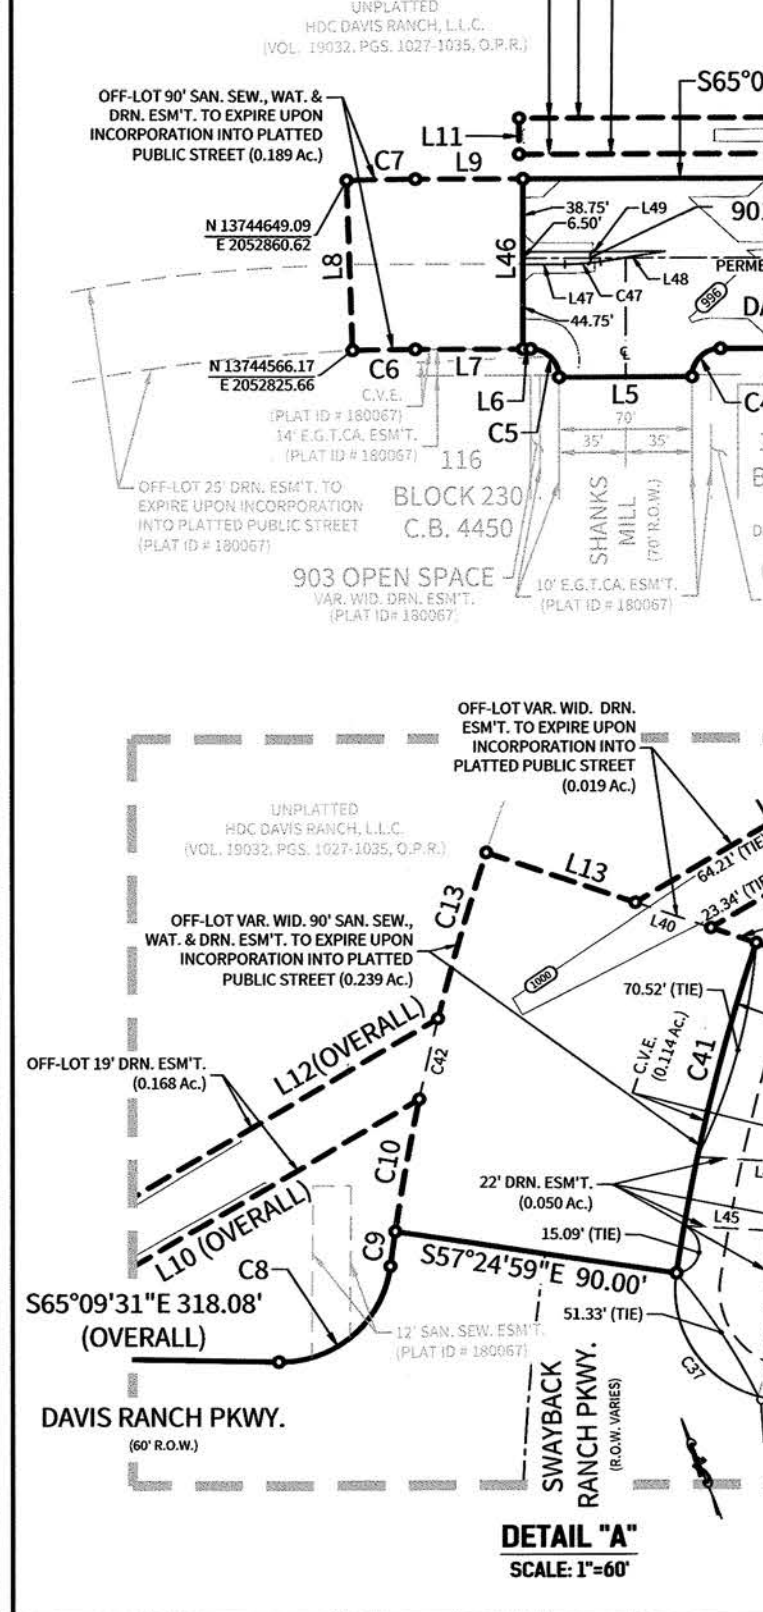 UNPLATTED
HDC DAVIS RANCH, L.L.C.
(VOL. 19032, PGS. 1027-1035, O.P.R.)
OFF-LOT 90' SAN. SEW., WAT. &
DRN. ESM'T. TO EXPIRE UPON
INCORPORATION INTO PLATTED
PUBLIC STREET (0.189 Ac.)
S65°0
L11
C7
L9
N 13744649.09
E 2052860.62
38.75'
6.50'
L49
L8
L46
L48
L47
C47
996
44.75'
N 13744566.17
E 2052825.66
C6
L7
L6
L5
C5
C.V.E.
(PLAT ID # 180067)
14' E.G.T.CA. ESM'T.
(PLAT ID # 180067)
70'
35'
35'
116
BLOCK 230
C.B. 4450
OFF-LOT 25' DRN. ESM'T. TO
EXPIRE UPON INCORPORATION
INTO PLATTED PUBLIC STREET
(PLAT ID # 180067)
SHANKS
MILL
(70' R.O.W.)
903 OPEN SPACE
VAR. WID. DRN. ESM'T.
(PLAT ID# 180067)
10' E.G.T.CA. ESM'T.
(PLAT ID # 180067)
OFF-LOT VAR. WID. DRN.
ESM'T. TO EXPIRE UPON
INCORPORATION INTO
PLATTED PUBLIC STREET
(0.019 Ac.)
UNPLATTED
HDC DAVIS RANCH, L.L.C.
(VOL. 19032, PGS. 1027-1035, O.P.R.)
64.21' (TIE)
L13
C13
L40
23.34' (TIE
OFF-LOT VAR. WID. 90' SAN. SEW.,
WAT. & DRN. ESM'T. TO EXPIRE UPON
INCORPORATION INTO PLATTED
PUBLIC STREET (0.239 Ac.)
1000
70.52' (TIE)
C.V.E.
(0.114 Ac.)
C41
OFF-LOT 19' DRN. ESM'T.
(0.168 Ac.)
L12(OVERALL)
C42
C10
22' DRN. ESM'T.
(0.050 Ac.)
L45
15.09' (TIE)
L10 (OVERALL)
C9
S57°24'59"E 90.00'
C8
S65°09'31"E 318.08'
(OVERALL)
51.33' (TIE)
12' SAN. SEW. ESM'T.
(PLAT ID # 180067)
C37
DAVIS RANCH PKWY.
(60' R.O.W.)
SWAYBACK
RANCH PKWY.
(R.O.W. VARIES)
DETAIL "A"
SCALE: 1"=60'